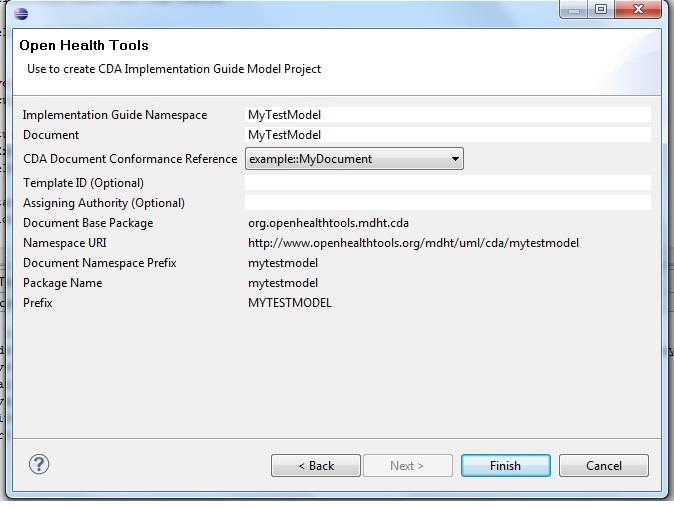 Open Health Tools
Use to create CDA Implementation Guide Model Project
Implementation Guide Namespace MyTestModel
Document MyTestModel
CDA Document Conformance Reference example::MyDocument
Template ID (Optional)
Assigning Authority (Optional)
Document Base Package org.openhealthtools.mdht.cda
Namespace URI http://www.openhealthtools.org/mdht/uml/cda/mytestmodel
Document Namespace Prefix mytestmodel
Package Name mytestmodel
Prefix MYTESTMODEL
? < Back Next > Finish Cancel